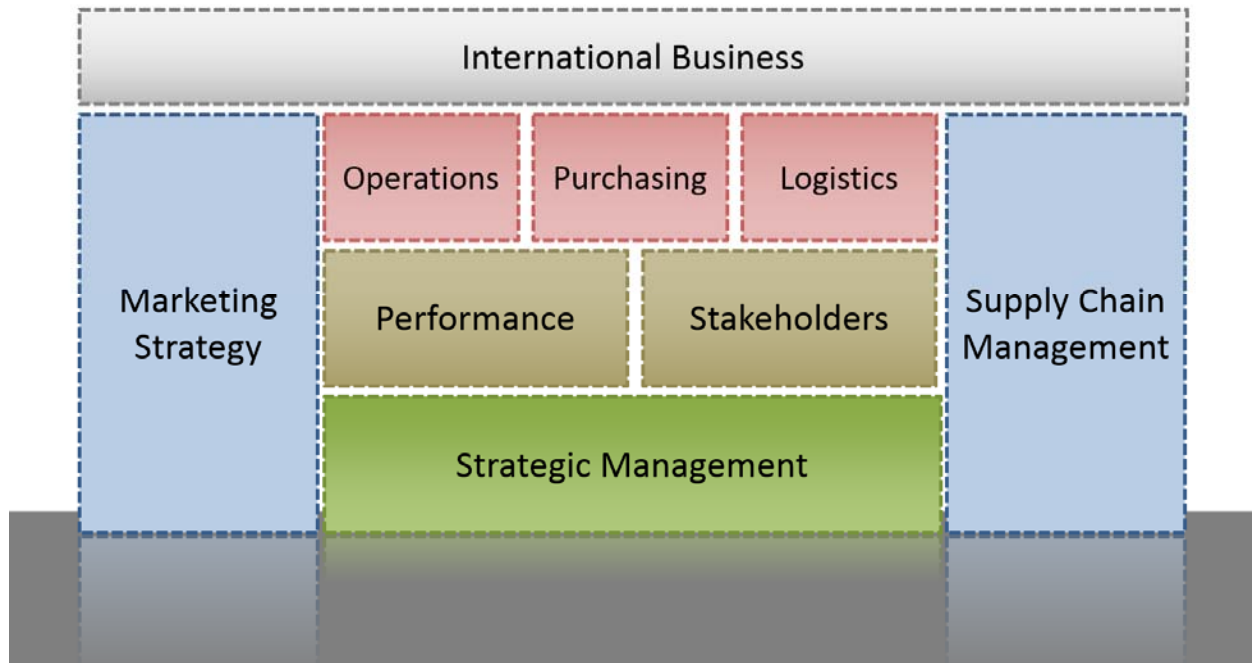 International Business
Operations
Purchasing
Logistics
Marketing
Strategy
Performance
Stakeholders
Supply Chain
Management
Strategic Management